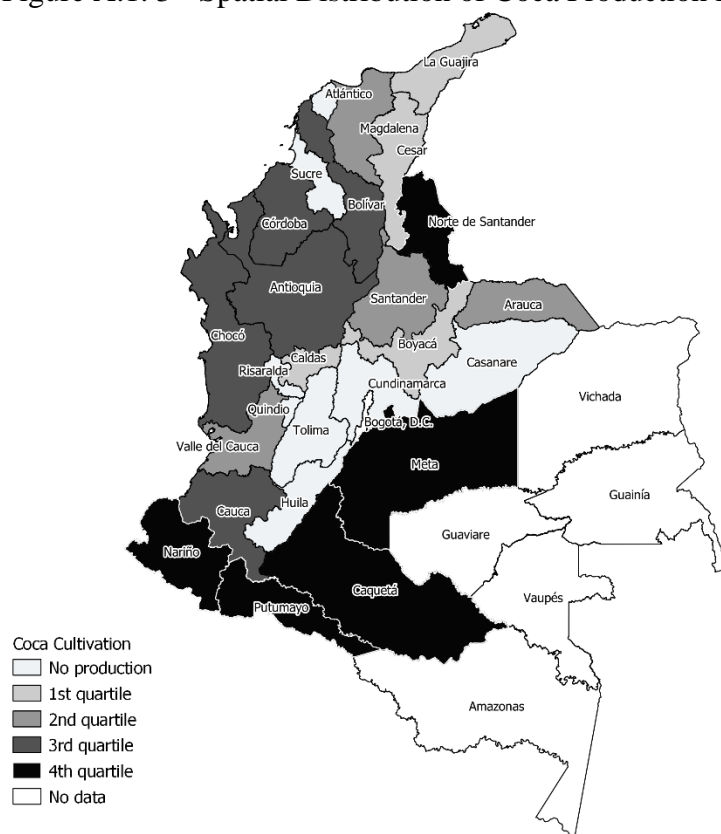 Figure A.1. 3 - Spatial Distribution of Coca Production
La Guajira
Atlántico
Magdalena
Cesar
Sucre
Bolívar
Norte de Santander
Córdoba
Antioquia
Santander
Arauca
Chocó
Boyacá
Caldas
Risaralda
Cundinamarca
Casanare
Quindio
Bogotá, D.C.
Vichada
Tolima
Valle del Cauca
Meta
Guainía
Huila
Cauca
Guaviare
Nariño
Caquetá
Vaupés
Putumayo
Amazonas
Coca Cultivation
No production
1st quartile
2nd quartile
3rd quartile
4th quartile
No data